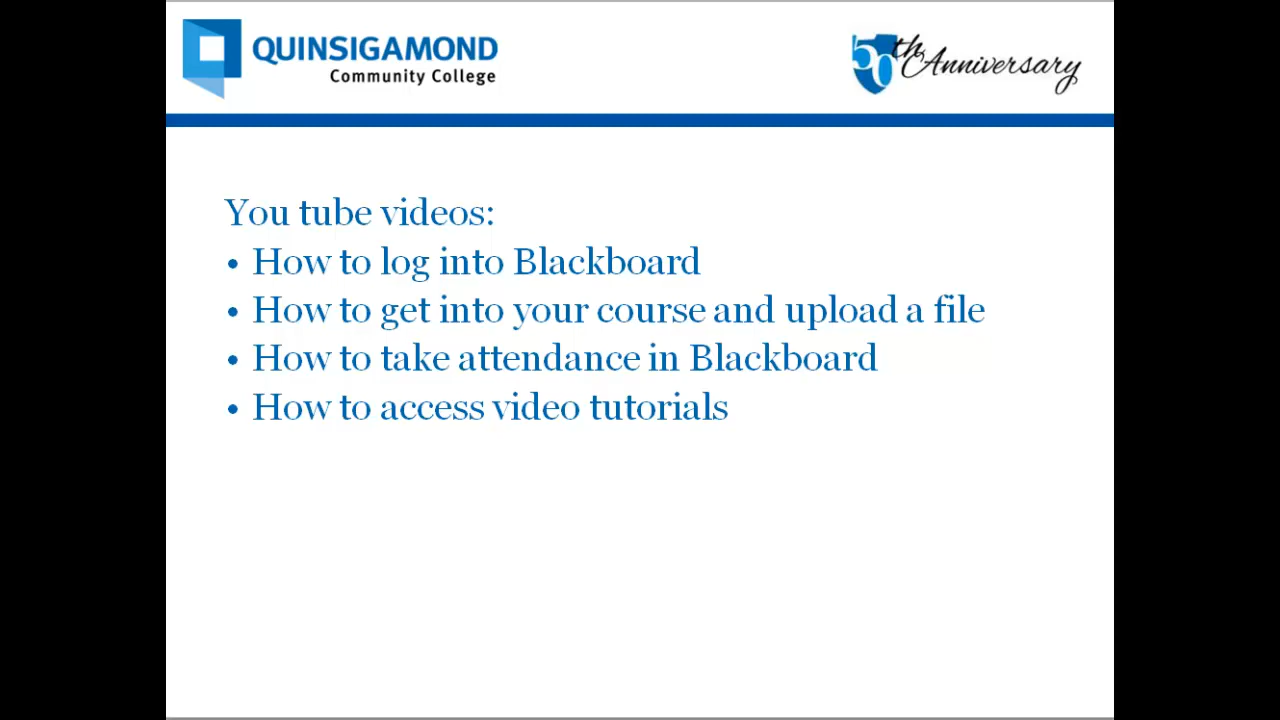 QUINSIGAMOND
Community College
50th Anniversary
You tube videos:
• How to log into Blackboard
• How to get into your course and upload a file
• How to take attendance in Blackboard
• How to access video tutorials